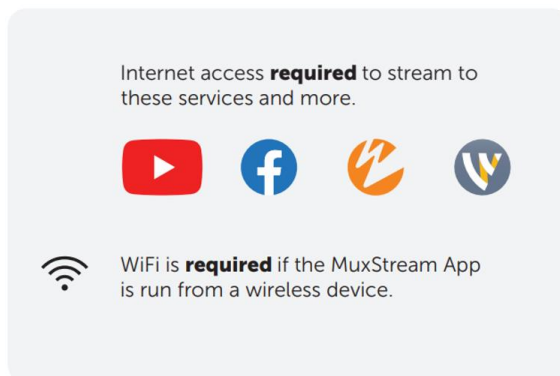 Internet access required to stream to
these services and more.
WiFi is required if the MuxStream App
is run from a wireless device.